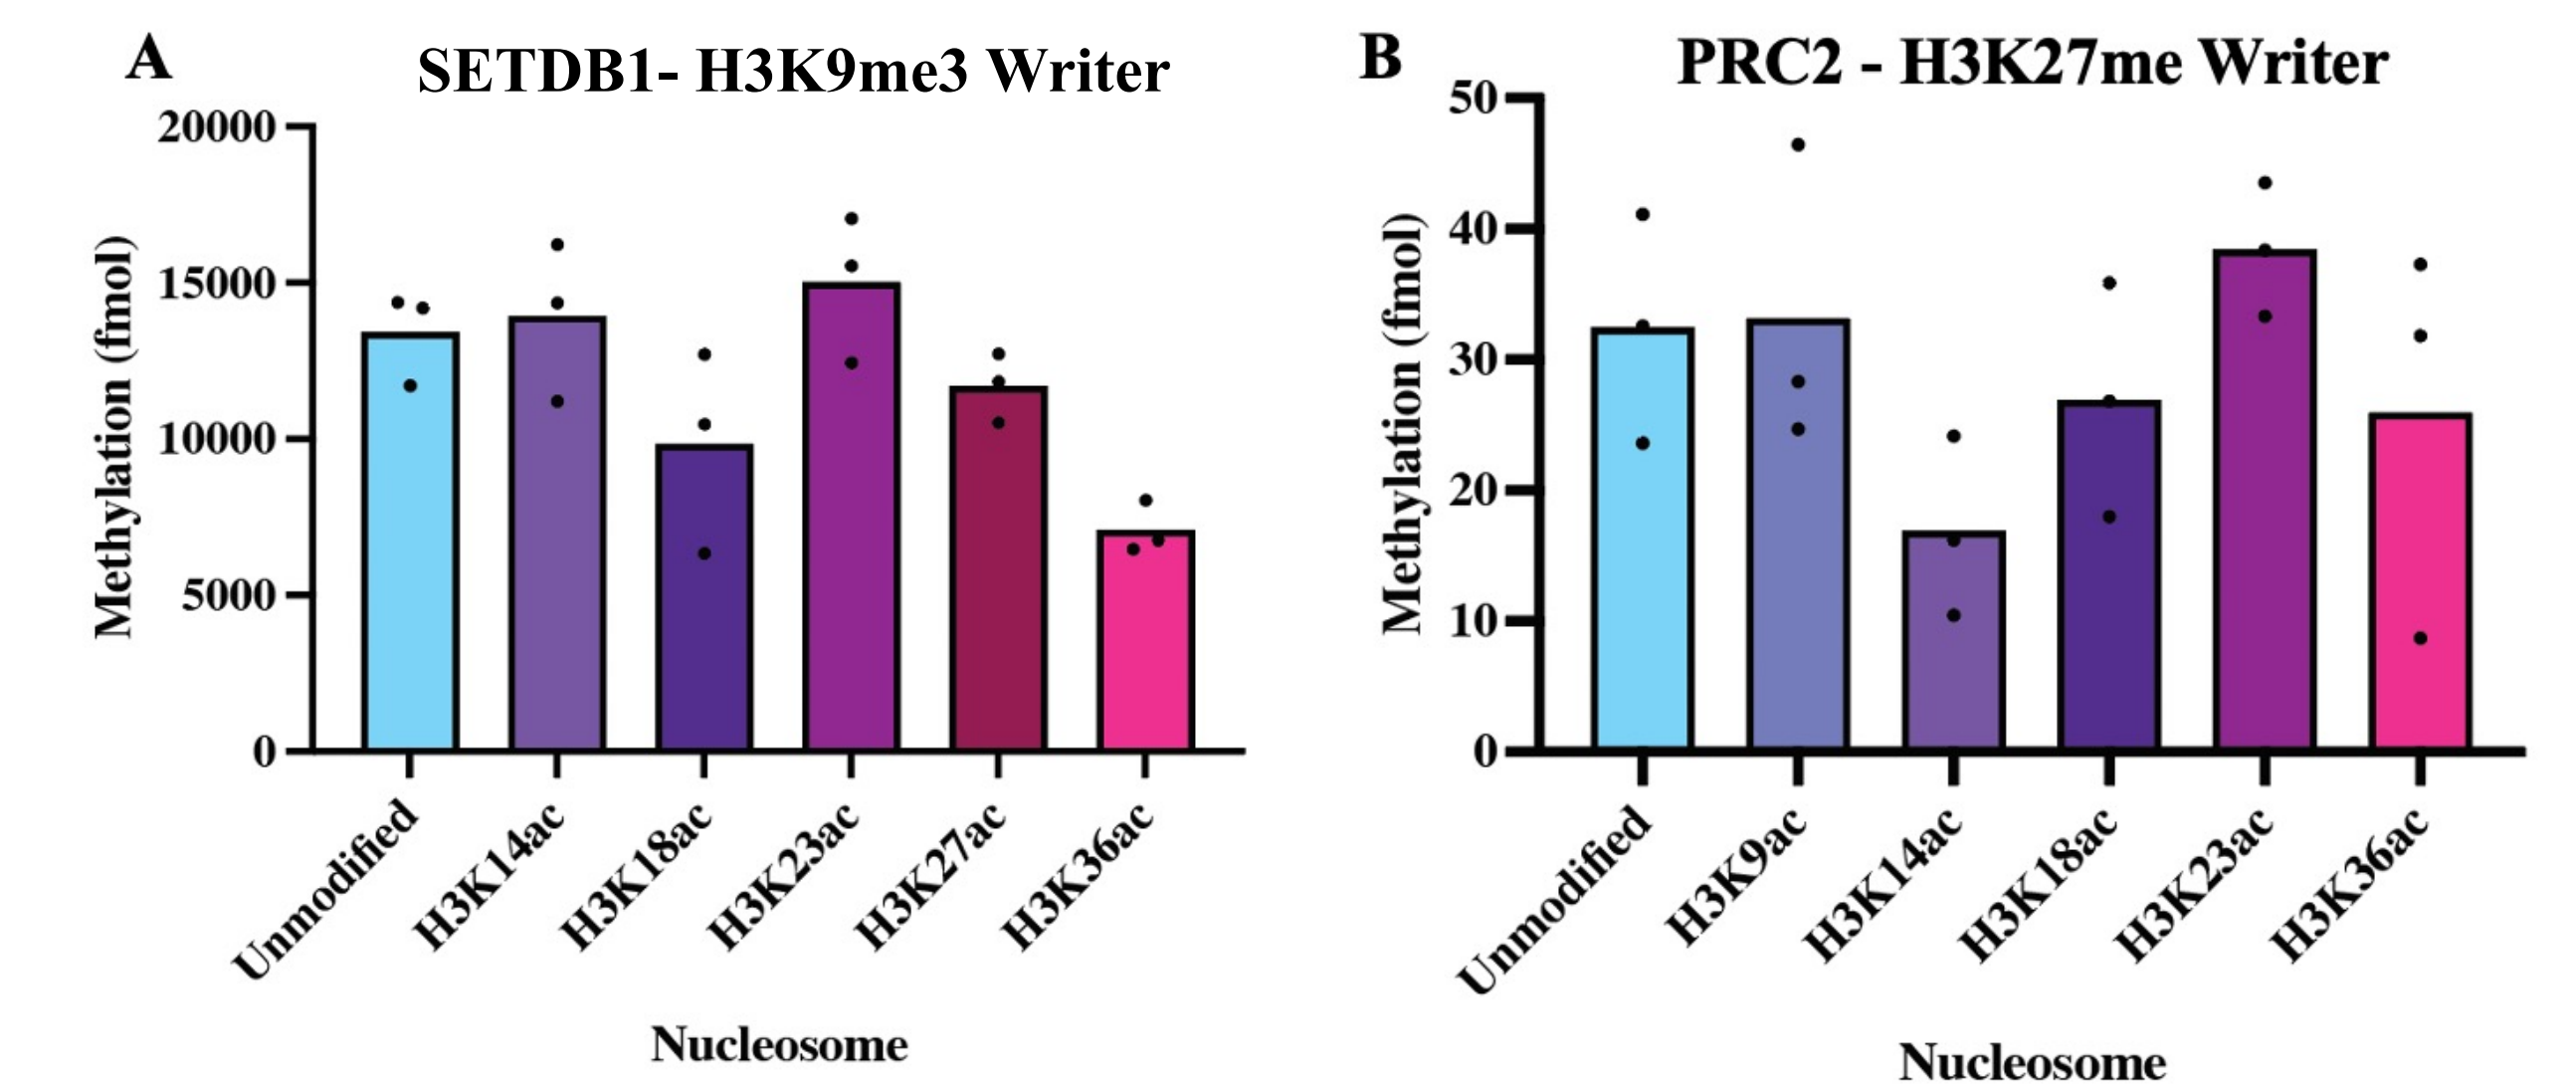 A
SETDB1- H3K9me3 Writer
20000
15000
10000
5000
0
Methylation (fmol)
Unmodified
H3K14ac
H3K18ac
H3K23ac
H3K27ac
H3K36ac
Nucleosome
B
PRC2 - H3K27me Writer
50
40
30
20
10
0
Methylation (fmol)
Unmodified
H3K9ac
H3K14ac
H3K18ac
H3K23ac
H3K36ac
Nucleosome